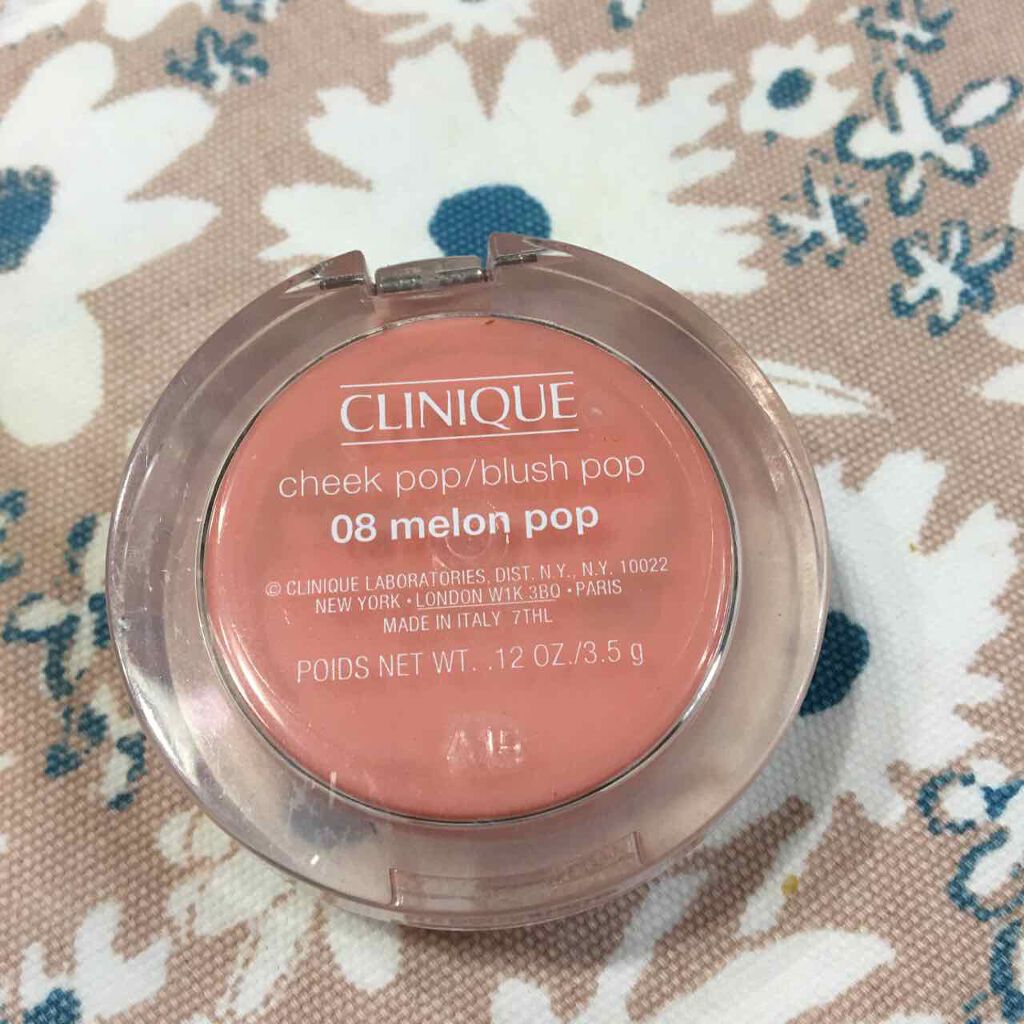 CLINIQUE
cheek pop/blush pop
08 melon pop
© CLINIQUE LABORATORIES, DIST. N.Y., N.Y. 10022
NEW YORK • LONDON W1K 3BQ • PARIS
MADE IN ITALY 7THL
POIDS NET WT. .12 OZ./3.5 g